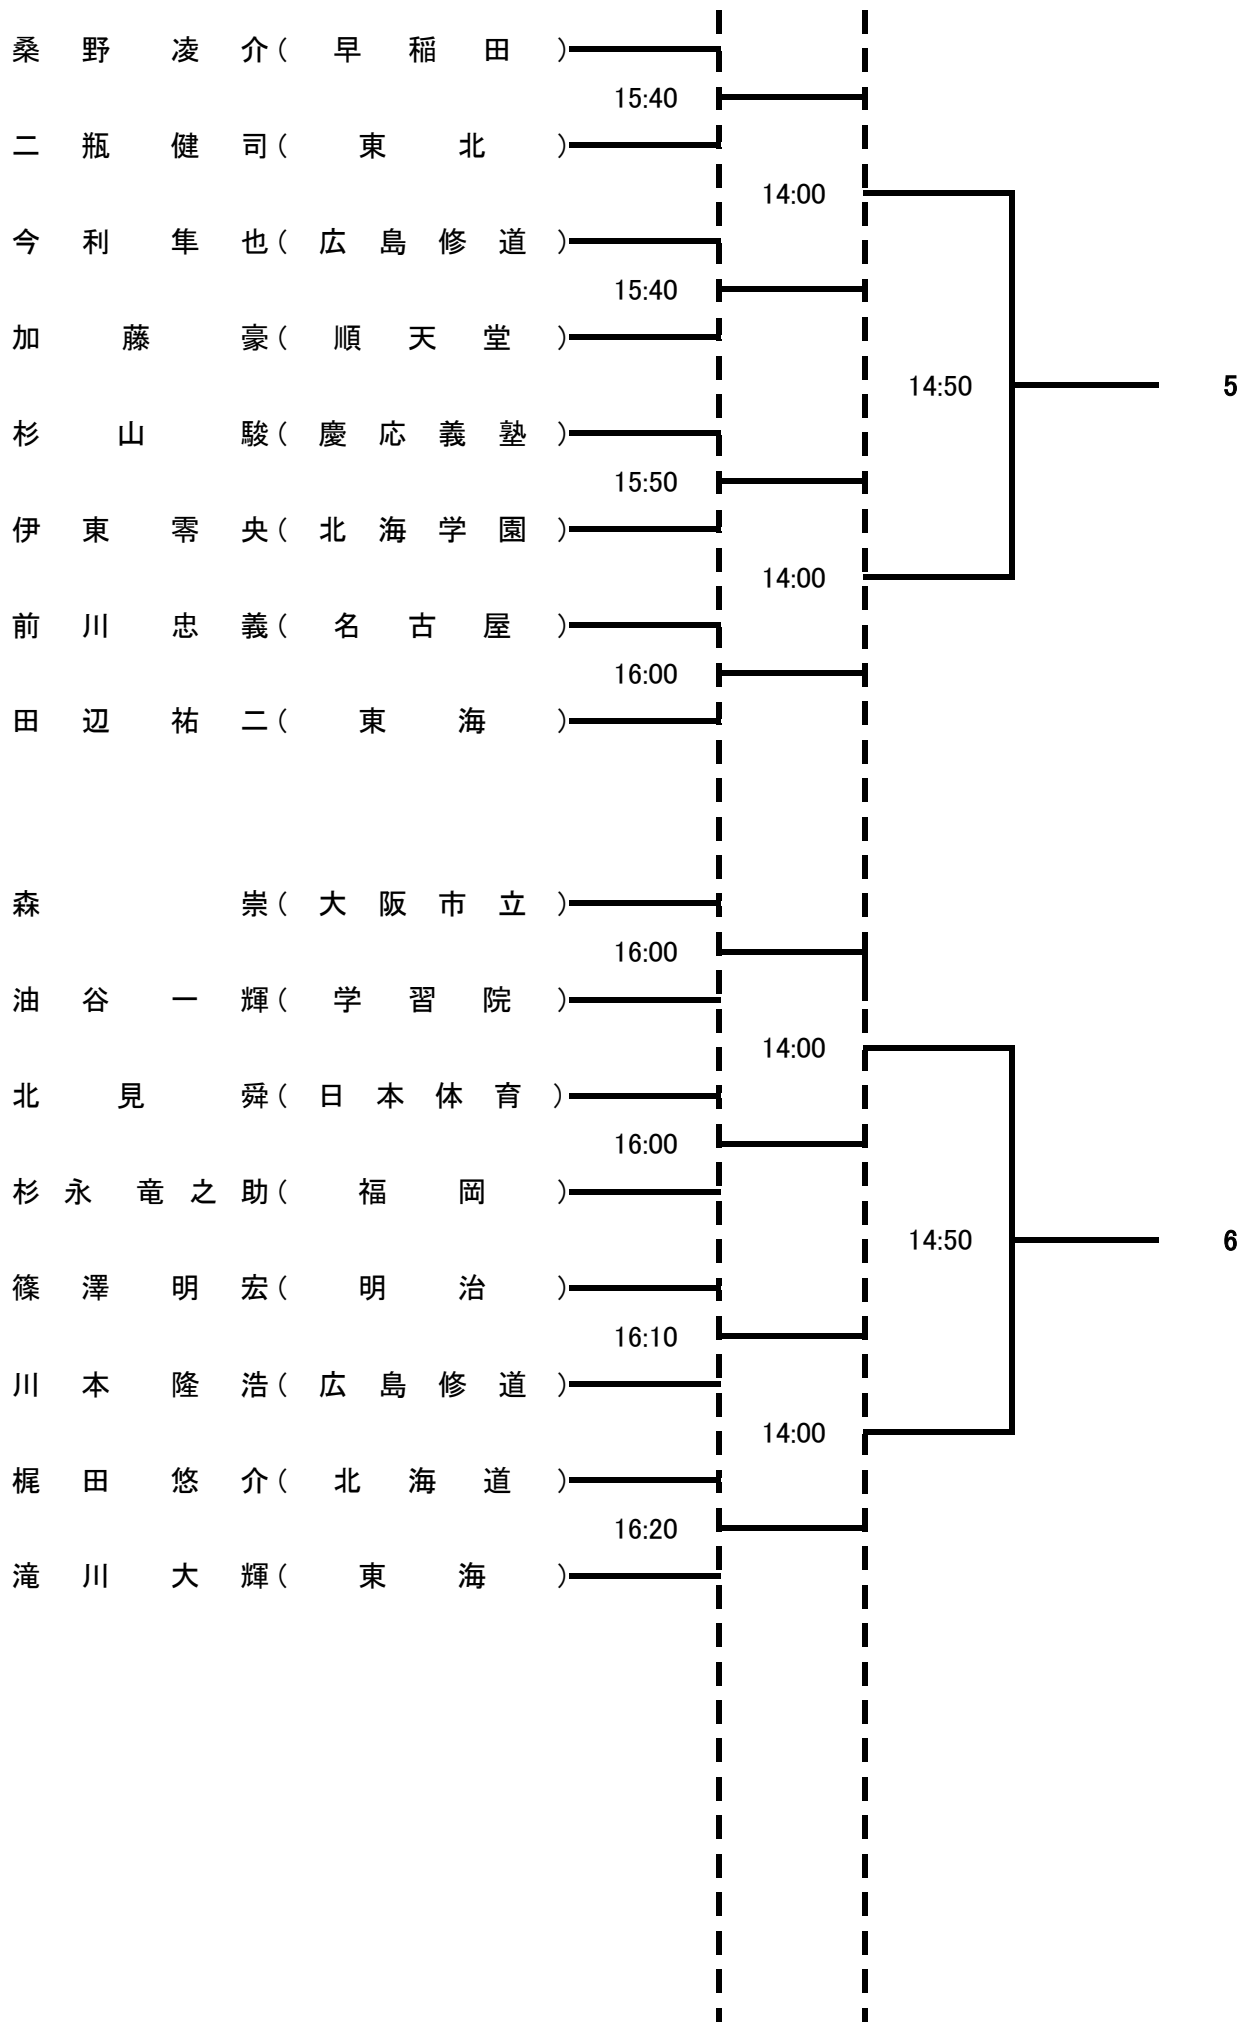 桑野凌介(早稲田)
15:40
二瓶健司(東北)
14:00
今利隼也(広島修道)
15:40
加藤豪(順天堂)
14:50 5
杉山駿(慶応義塾)
15:50
伊東零央(北海学園)
14:00
前川忠義(名古屋)
16:00
田辺祐二(東海)
森崇(大阪市立)
16:00
油谷一輝(学習院)
14:00
北見舜(日本体育)
16:00
杉永竜之助(福岡)
14:50 6
篠澤明宏(明治)
16:10
川本隆浩(広島修道)
14:00
梶田悠介(北海道)
16:20
滝川大輝(東海)